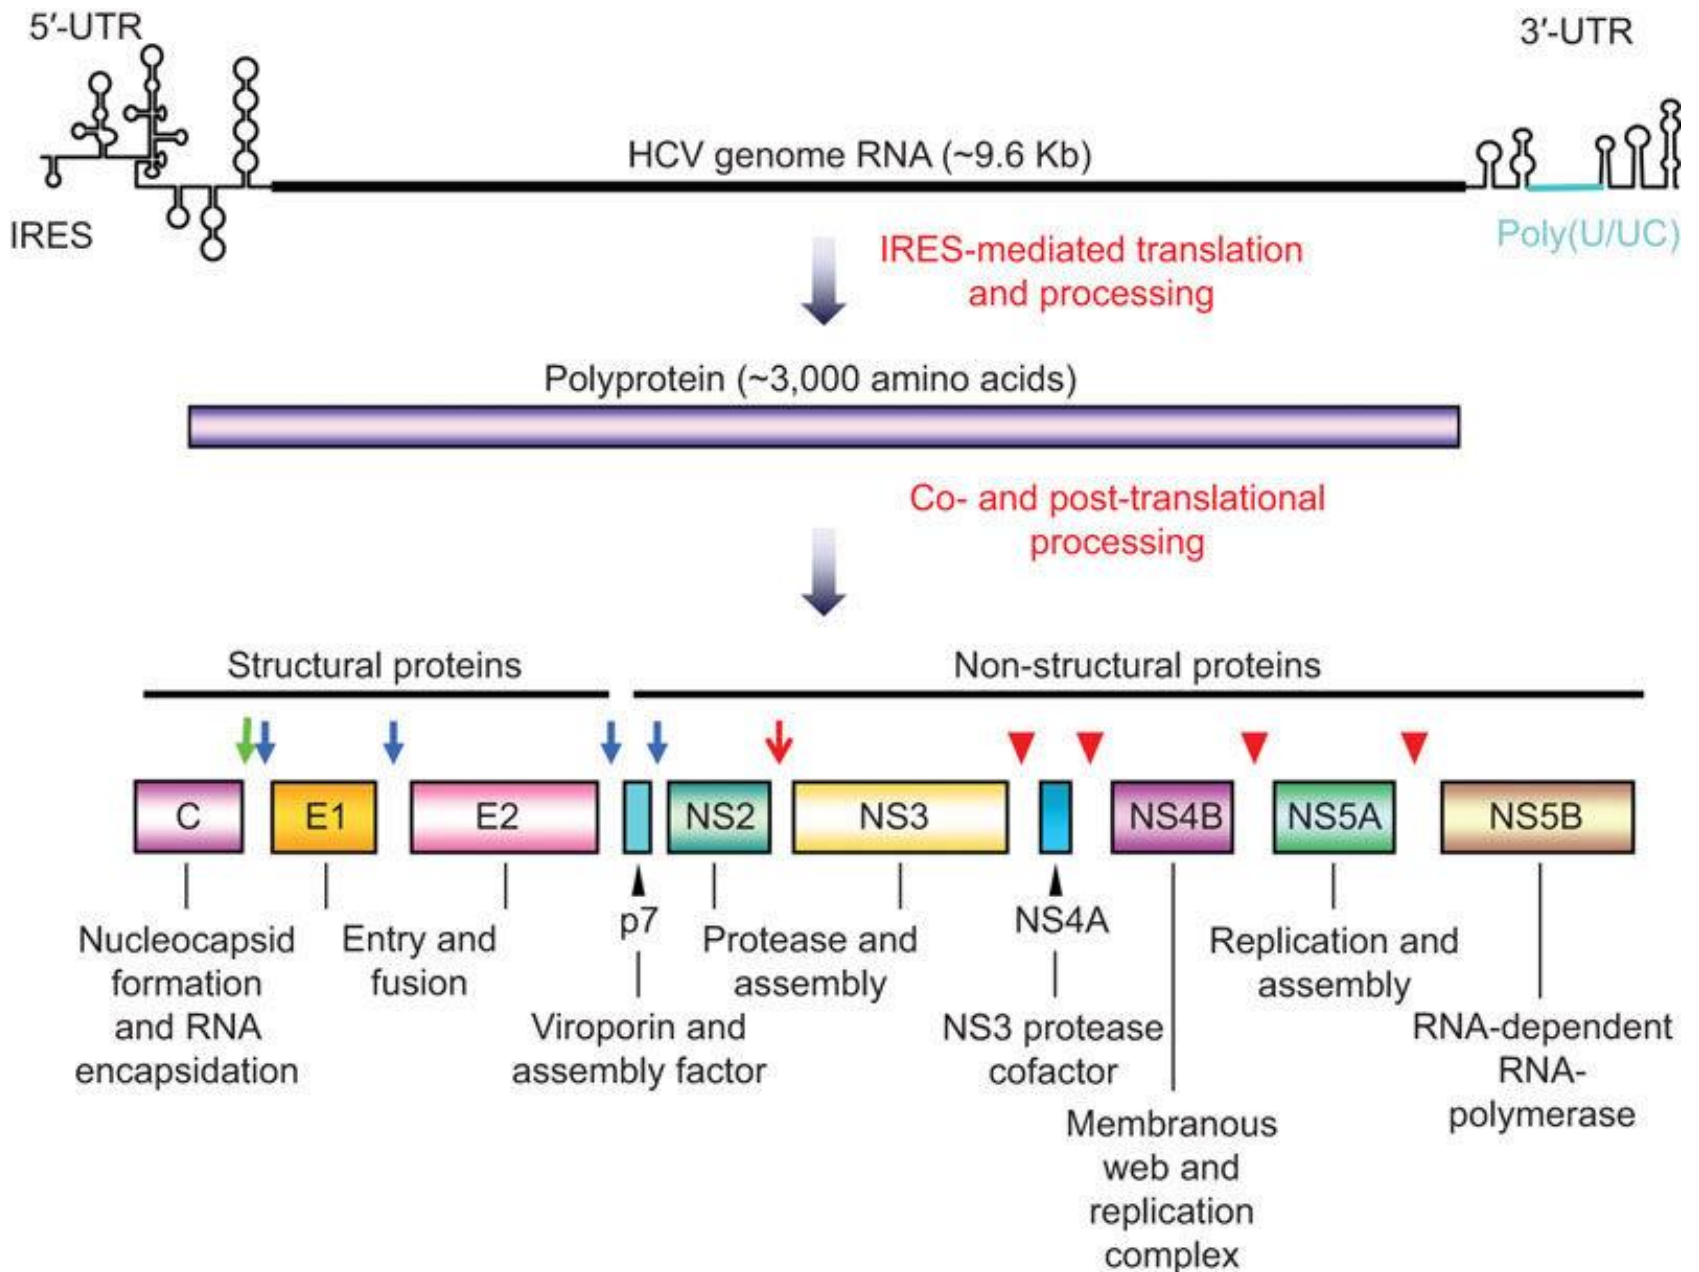 5′-UTR
3′-UTR
HCV genome RNA (~9.6 Kb)
IRES
Poly(U/UC)
IRES-mediated translation
and processing
Polyprotein (~3,000 amino acids)
Co- and post-translational
processing
Structural proteins
Non-structural proteins
C
E1
E2
NS2
NS3
NS4B
NS5A
NS5B
p7
NS4A
Nucleocapsid
formation
and RNA
encapsidation
Entry and
fusion
Viroporin and
assembly factor
Protease and
assembly
NS3 protease
cofactor
Membranous
web and
replication
complex
Replication and
assembly
RNA-dependent
RNA-
polymerase